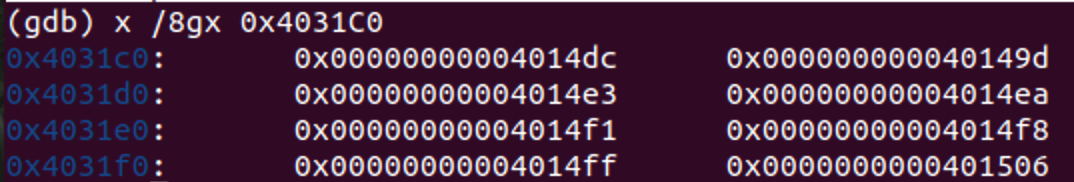 (gdb) x /8gx 0x4031C0
0x4031c0: 0x00000000004014dc 0x000000000040149d
0x4031d0: 0x00000000004014e3 0x00000000004014ea
0x4031e0: 0x00000000004014f1 0x00000000004014f8
0x4031f0: 0x00000000004014ff 0x0000000000401506